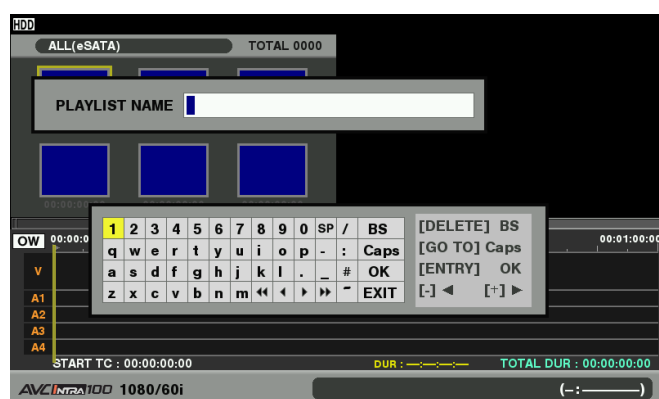 HDD
ALL(eSATA) TOTAL 0000
PLAYLIST NAME
1 2 3 4 5 6 7 8 9 0 SP / BS
q w e r t y u i o p - : Caps
a s d f g h j k l . _ # OK
z x c v b n m ◀◀ ◀ ▶ ▶▶ ~ EXIT
[DELETE] BS
[GO TO] Caps
[ENTRY] OK
[-] ◀ [+] ▶
OW 00:00:0 00:01:00:00
V
A1
A2
A3
A4
START TC : 00:00:00:00 DUR : --:--:--:-- TOTAL DUR : 00:00:00:00
AVC INTRA 100 1080/60i (–:————)